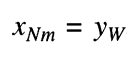 x_{Nm} = y_W